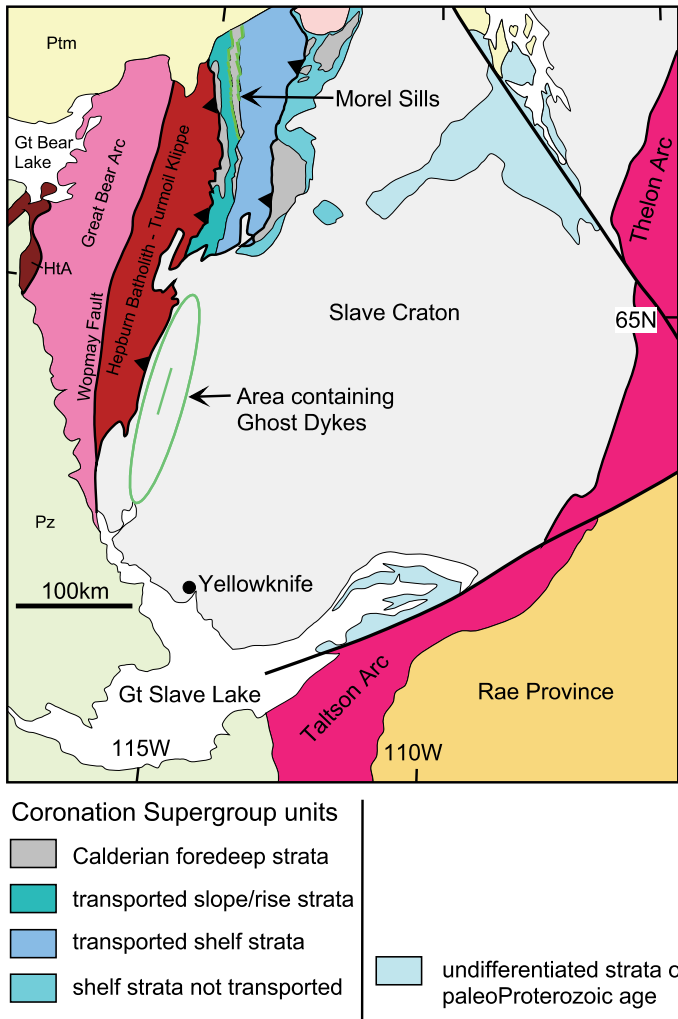 Ptm
Morel Sills
Gt Bear
Lake
Great Bear Arc
Hepburn Batholith - Turmoil Klippe
Thelon Arc
HtA
Wopmay Fault
Slave Craton
65N
Area containing
Ghost Dykes
Pz
100km
Yellowknife
Gt Slave Lake
Taltson Arc
Rae Province
115W
110W
Coronation Supergroup units
Calderian foredeep strata
transported slope/rise strata
transported shelf strata
shelf strata not transported
undifferentiated strata o
paleoProterozoic age